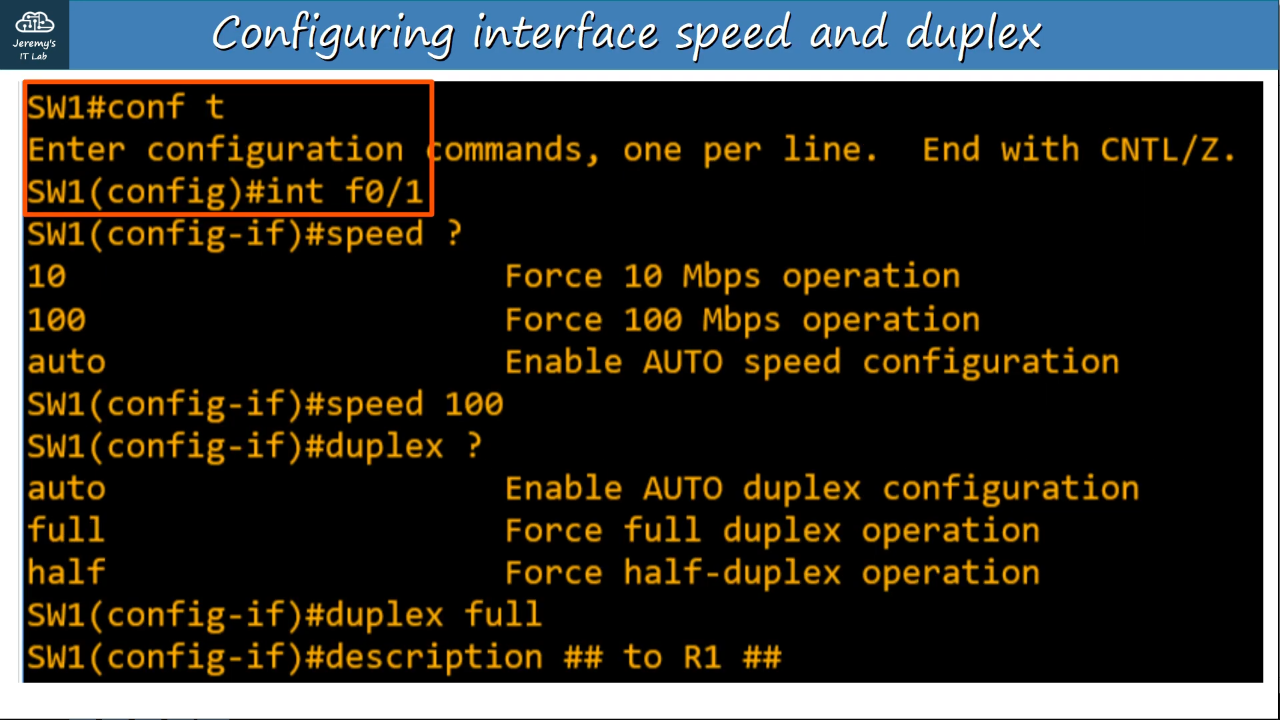 Jeremy's
IT Lab
Configuring interface speed and duplex
SW1#conf t
Enter configuration commands, one per line.  End with CNTL/Z.
SW1(config)#int f0/1
SW1(config-if)#speed ?
10                      Force 10 Mbps operation
100                     Force 100 Mbps operation
auto                    Enable AUTO speed configuration
SW1(config-if)#speed 100
SW1(config-if)#duplex ?
auto                    Enable AUTO duplex configuration
full                    Force full duplex operation
half                    Force half-duplex operation
SW1(config-if)#duplex full
SW1(config-if)#description ## to R1 ##